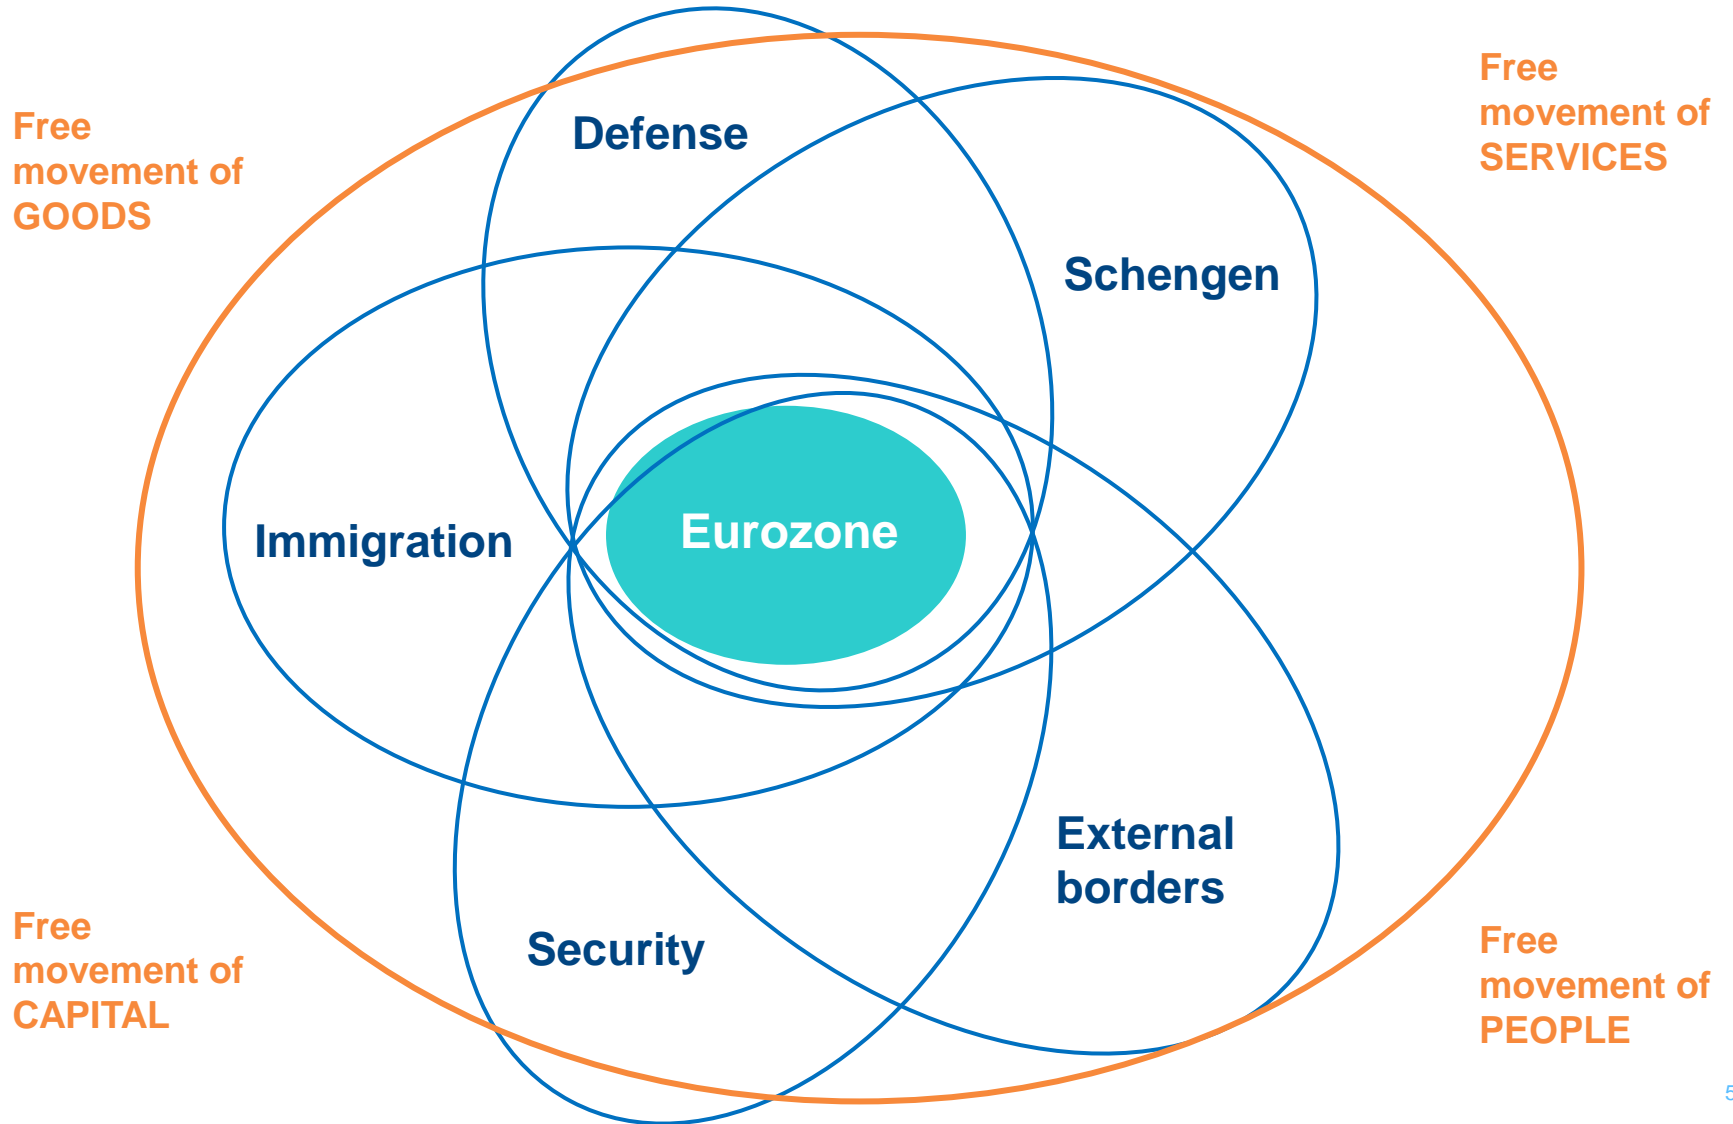 Free
movement of
GOODS
Defense
Free
movement of
SERVICES
Schengen
Immigration
Eurozone
External
borders
Security
Free
movement of
CAPITAL
Free
movement of
PEOPLE
5